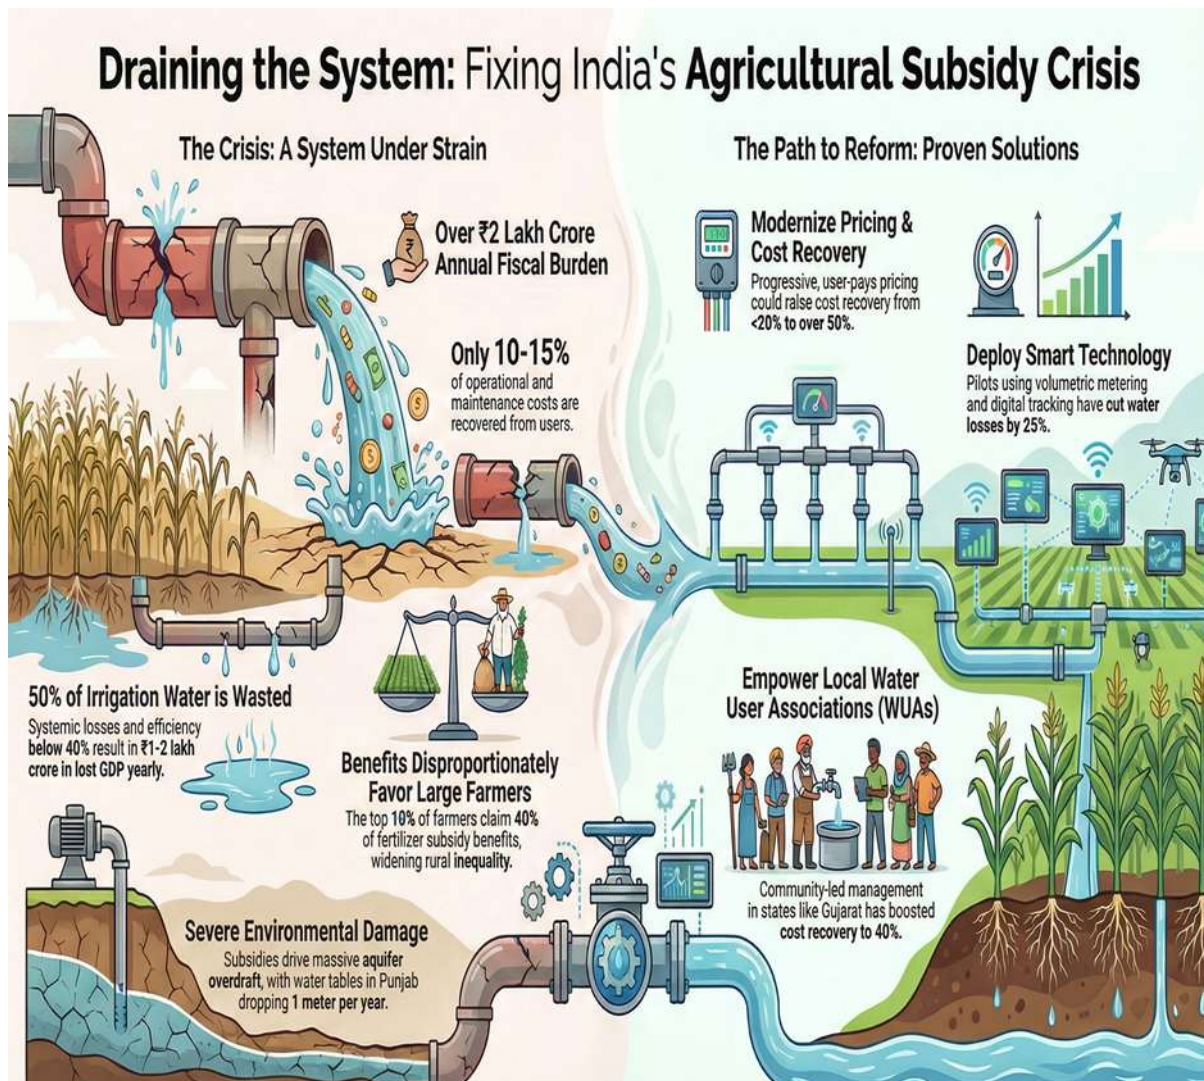 Draining the System: Fixing India's Agricultural Subsidy Crisis
The Crisis: A System Under Strain
Over ₹2 Lakh Crore
Annual Fiscal Burden
Only 10-15%
of operational and
maintenance costs are
recovered from users.
50% of Irrigation Water is Wasted
Systemic losses and efficiency
below 40% result in ₹1-2 lakh
crore in lost GDP yearly.
Benefits Disproportionately
Favor Large Farmers
The top 10% of farmers claim 40%
of fertilizer subsidy benefits,
widening rural inequality.
Severe Environmental Damage
Subsidies drive massive aquifer
overdraft, with water tables in Punjab
dropping 1 meter per year.
The Path to Reform: Proven Solutions
Modernize Pricing &
Cost Recovery
Progressive, user-pays pricing
could raise cost recovery from
<20% to over 50%.
Deploy Smart Technology
Pilots using volumetric metering
and digital tracking have cut water
losses by 25%.
Empower Local Water
User Associations (WUAs)
Community-led management
in states like Gujarat has boosted
cost recovery to 40%.